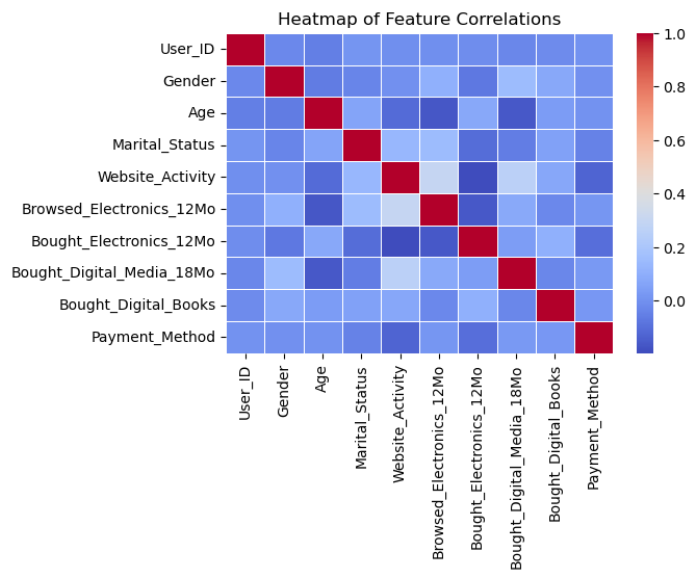 Heatmap of Feature Correlations
User_ID
Gender
Age
Marital_Status
Website_Activity
Browsed_Electronics_12Mo
Bought_Electronics_12Mo
Bought_Digital_Media_18Mo
Bought_Digital_Books
Payment_Method
User_ID
Gender
Age
Marital_Status
Website_Activity
Browsed_Electronics_12Mo
Bought_Electronics_12Mo
Bought_Digital_Media_18Mo
Bought_Digital_Books
Payment_Method
1.0
0.8
0.6
0.4
0.2
0.0